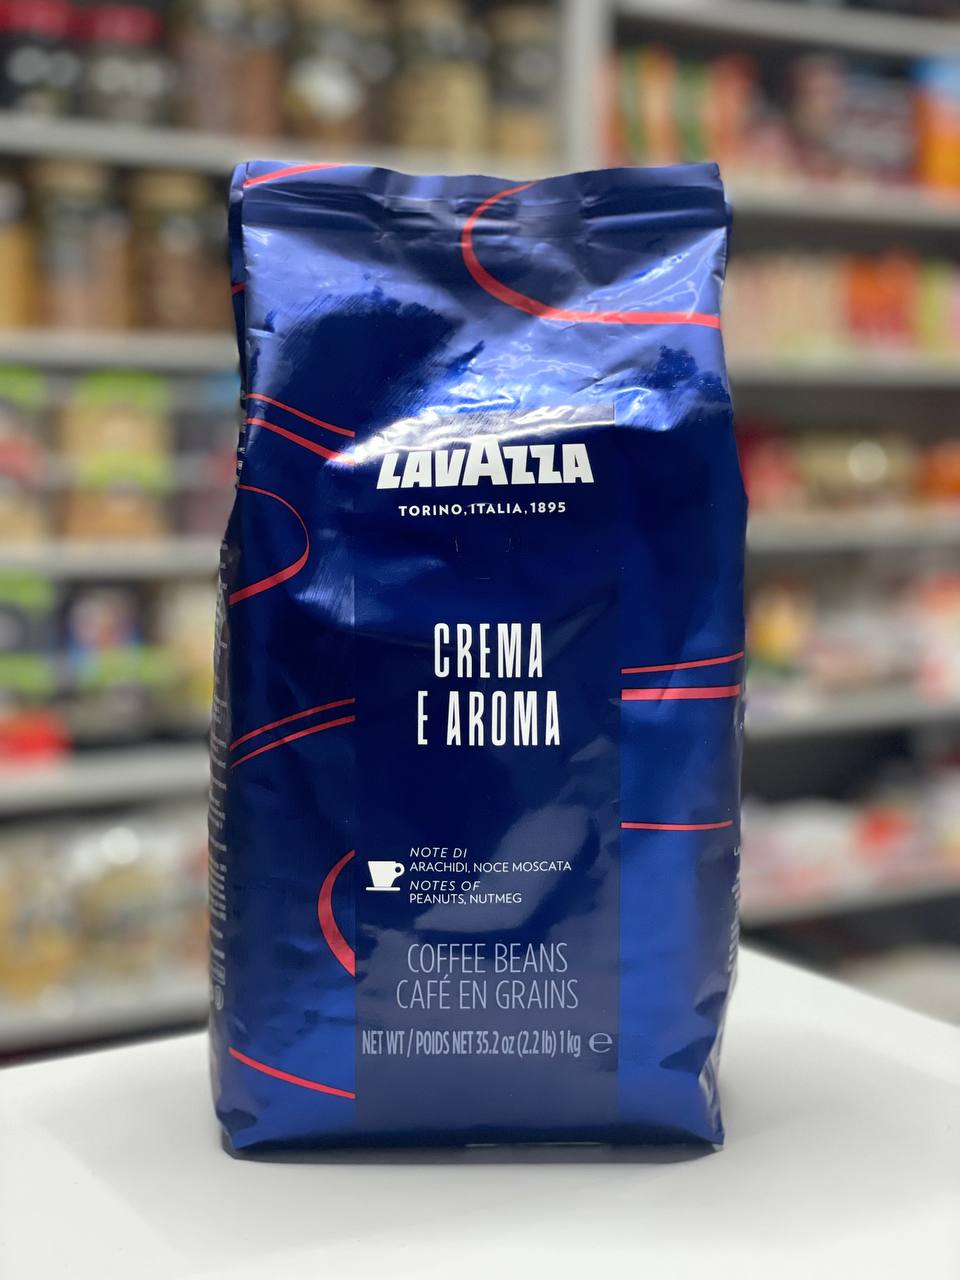 LAVAZZA
TORINO, ITALIA, 1895
CREMA
E AROMA
NOTE DI
ARACHIDI, NOCE MOSCATA
NOTES OF
PEANUTS, NUTMEG
COFFEE BEANS
CAFÉ EN GRAINS
NET WT / POIDS NET 35.2 oz (2.2 lb) 1 kg ℮